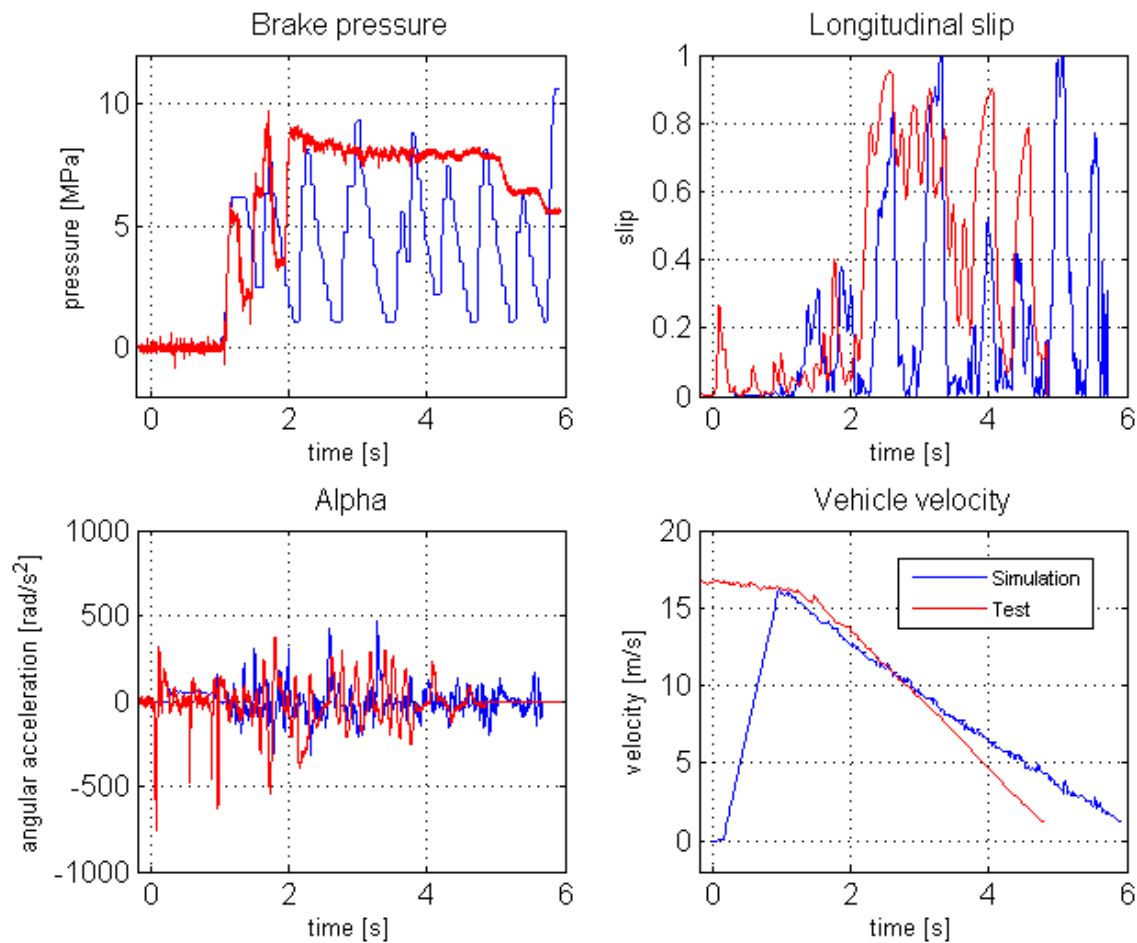 Brake pressure
10
5
0
pressure [MPa]
0 2 4 6
time [s]
Longitudinal slip
1
0.8
0.6
0.4
0.2
0
slip
0 2 4 6
time [s]
Alpha
1000
500
0
-500
-1000
angular acceleration [rad/s²]
0 2 4 6
time [s]
Vehicle velocity
20
15
10
5
0
velocity [m/s]
Simulation
Test
0 2 4 6
time [s]